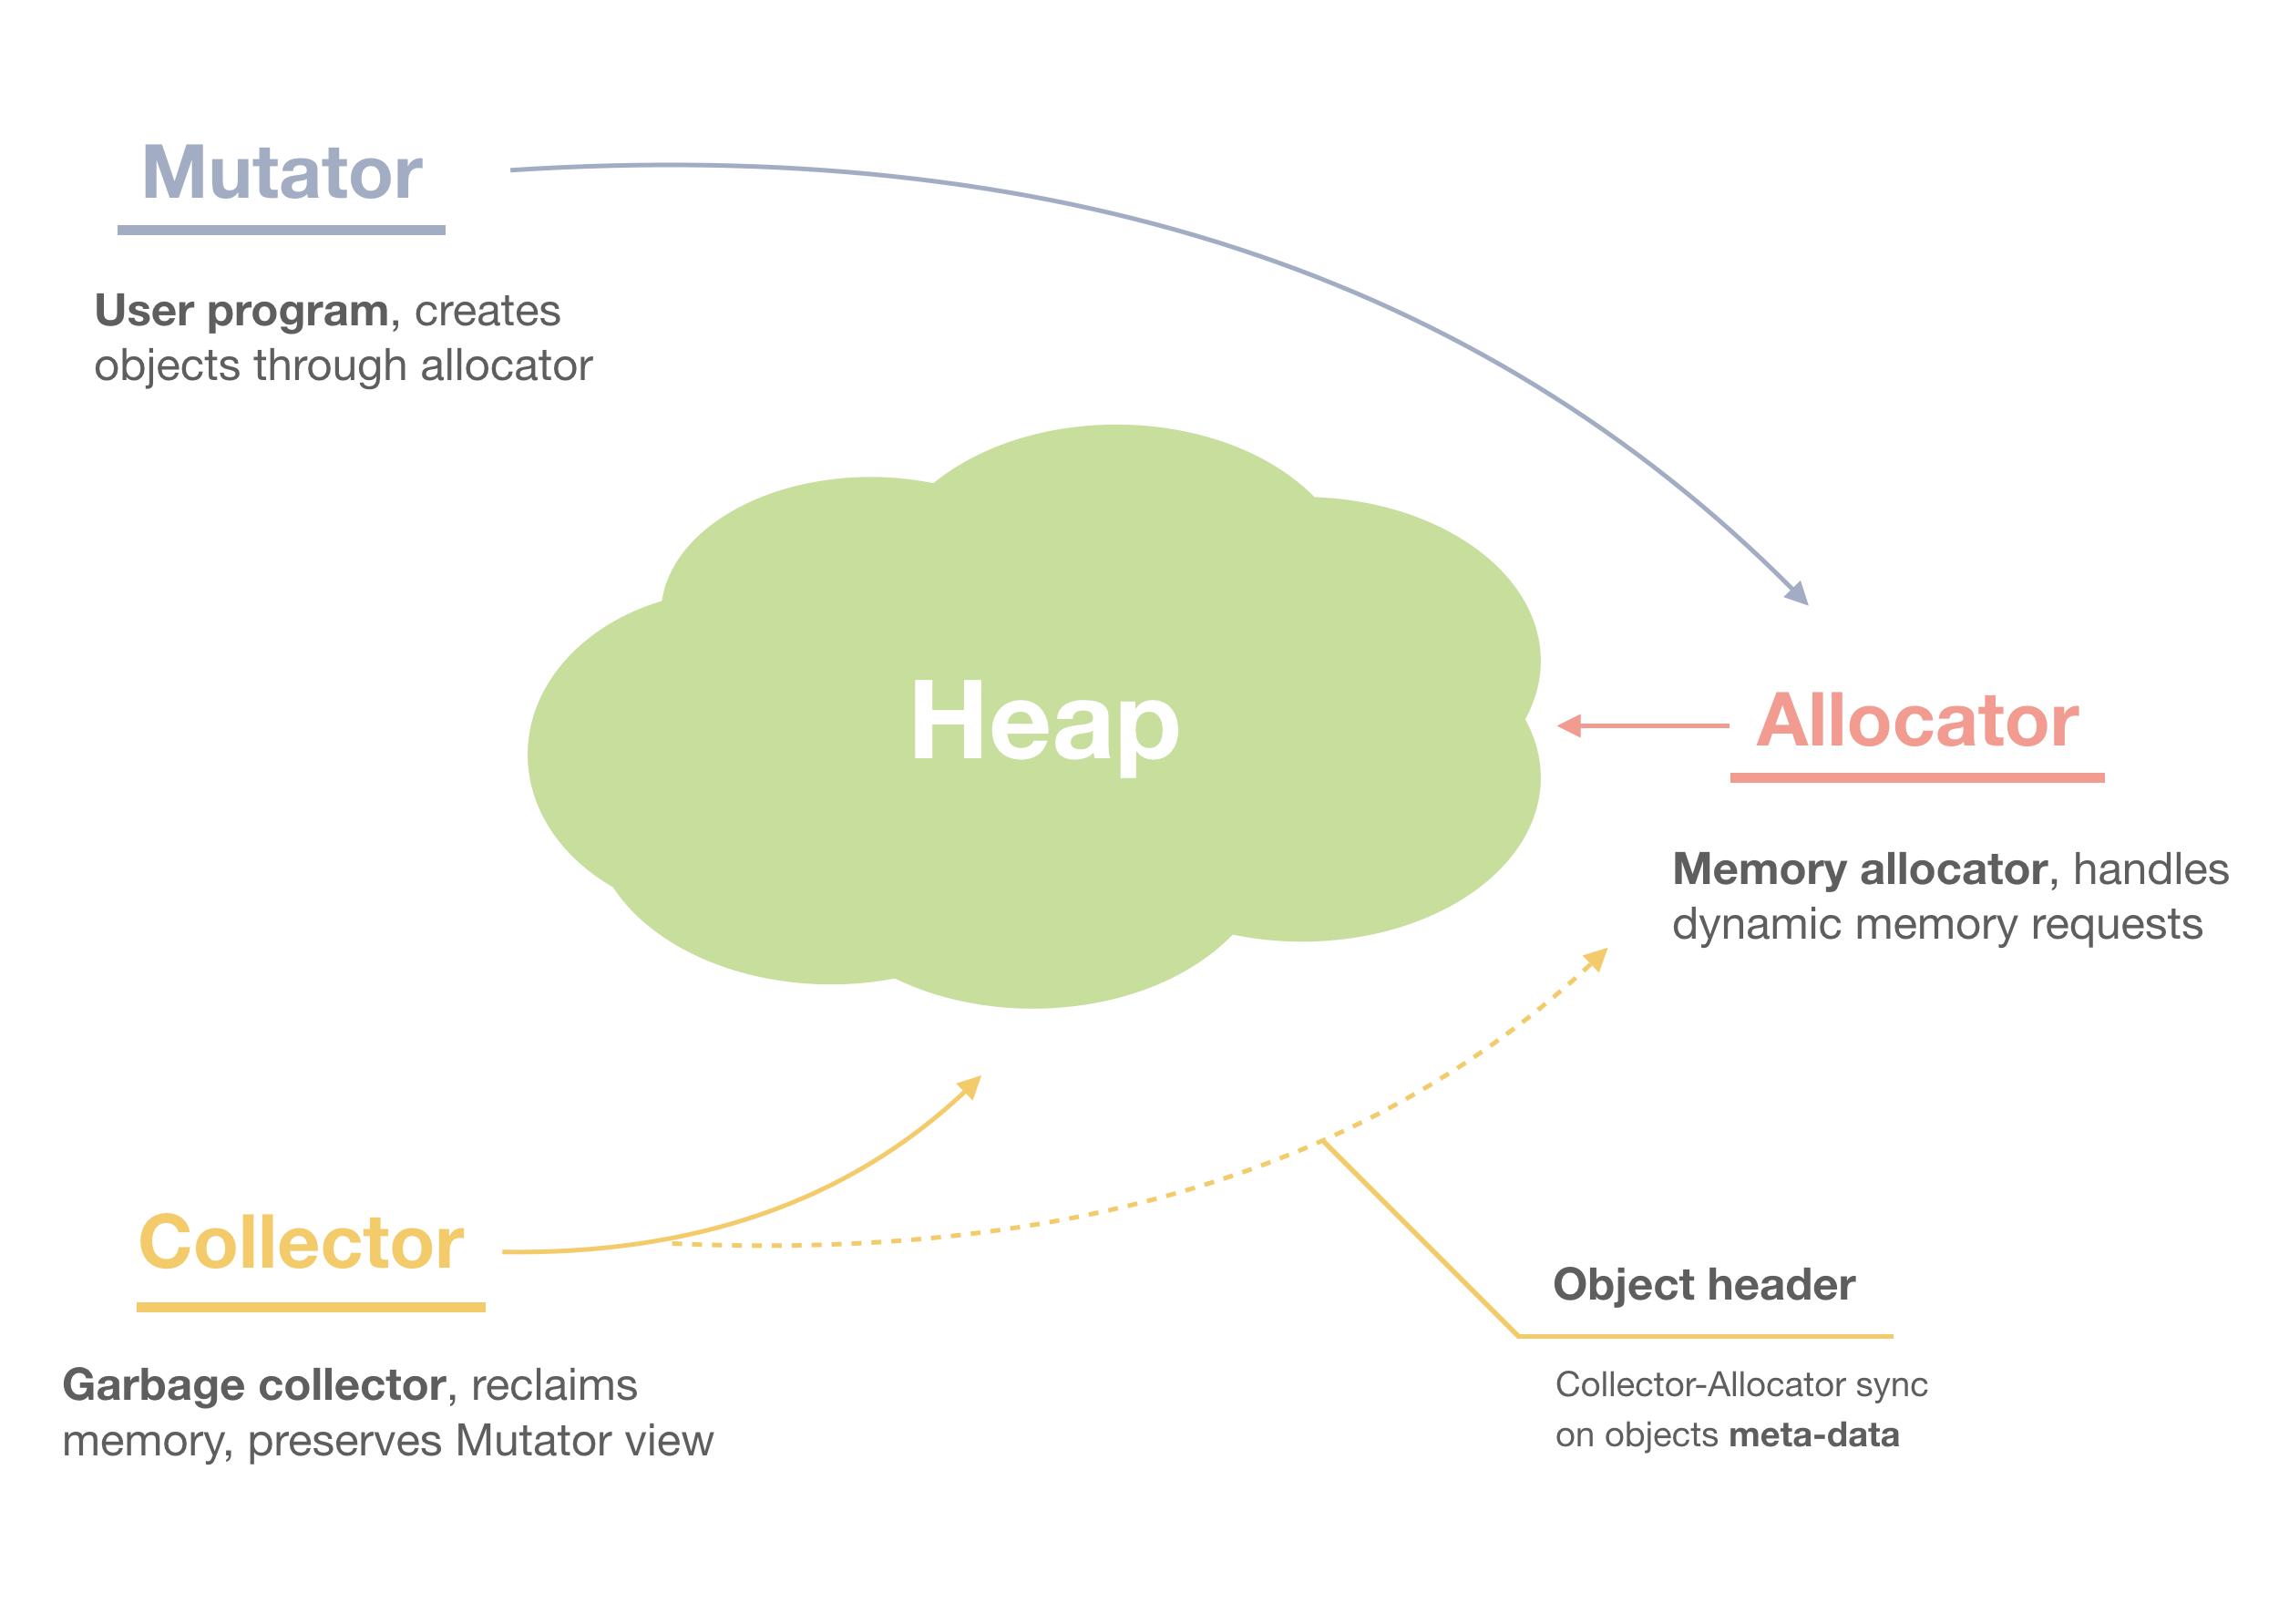 Mutator
User program, creates
objects through allocator
Heap
Allocator
Memory allocator, handles
dynamic memory requests
Collector
Garbage collector, reclaims
memory, preserves Mutator view
Object header
Collector-Allocator sync
on objects meta-data